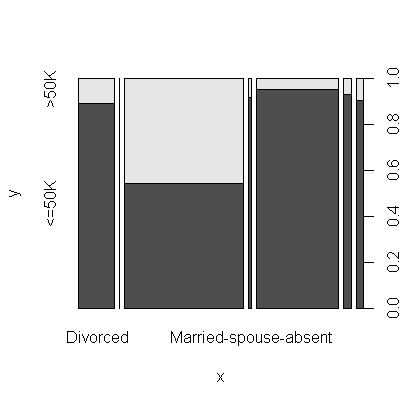 >50K
<=50K
y
1.0
0.8
0.6
0.4
0.2
0.0
Divorced
Married-spouse-absent
x